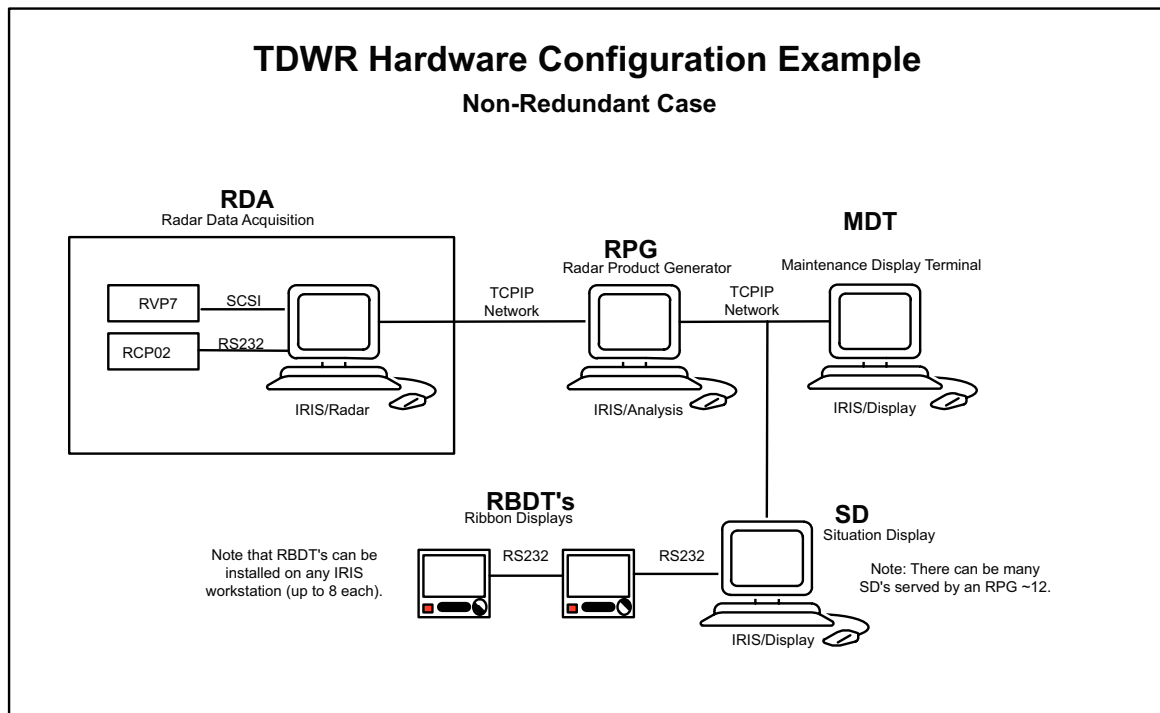 TDWR Hardware Configuration Example
Non-Redundant Case
RDA
Radar Data Acquisition
RVP7
SCSI
RCP02
RS232
IRIS/Radar
TCPIP
Network
RPG
Radar Product Generator
IRIS/Analysis
TCPIP
Network
MDT
Maintenance Display Terminal
IRIS/Display
RBDT's
Ribbon Displays
Note that RBDT's can be
installed on any IRIS
workstation (up to 8 each).
RS232
RS232
SD
Situation Display
Note: There can be many
SD's served by an RPG ~12.
IRIS/Display